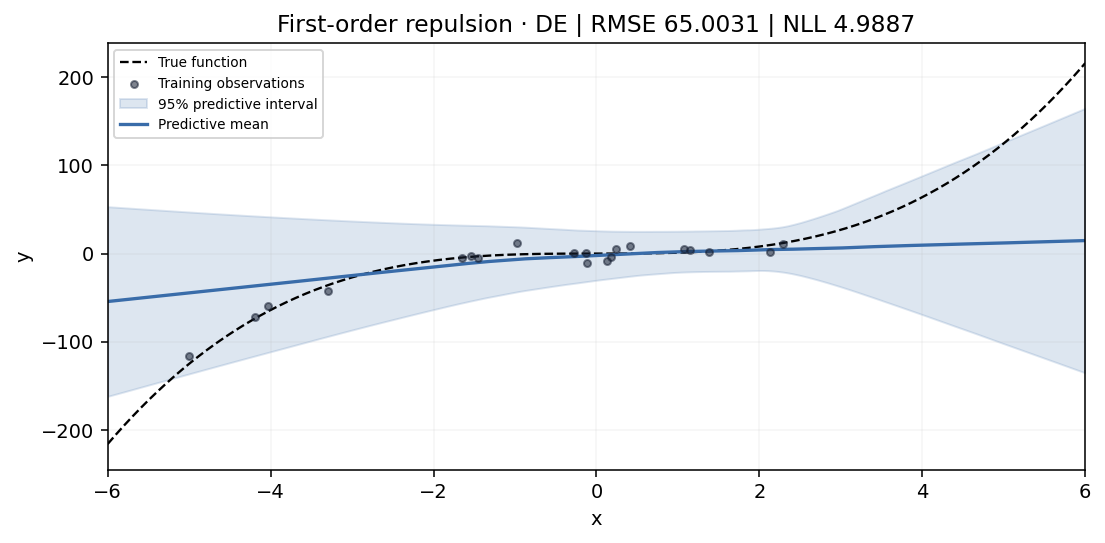 First-order repulsion · DE | RMSE 65.0031 | NLL 4.9887
True function
Training observations
95% predictive interval
Predictive mean
200
100
0
−100
−200
y
−6 −4 −2 0 2 4 6
x